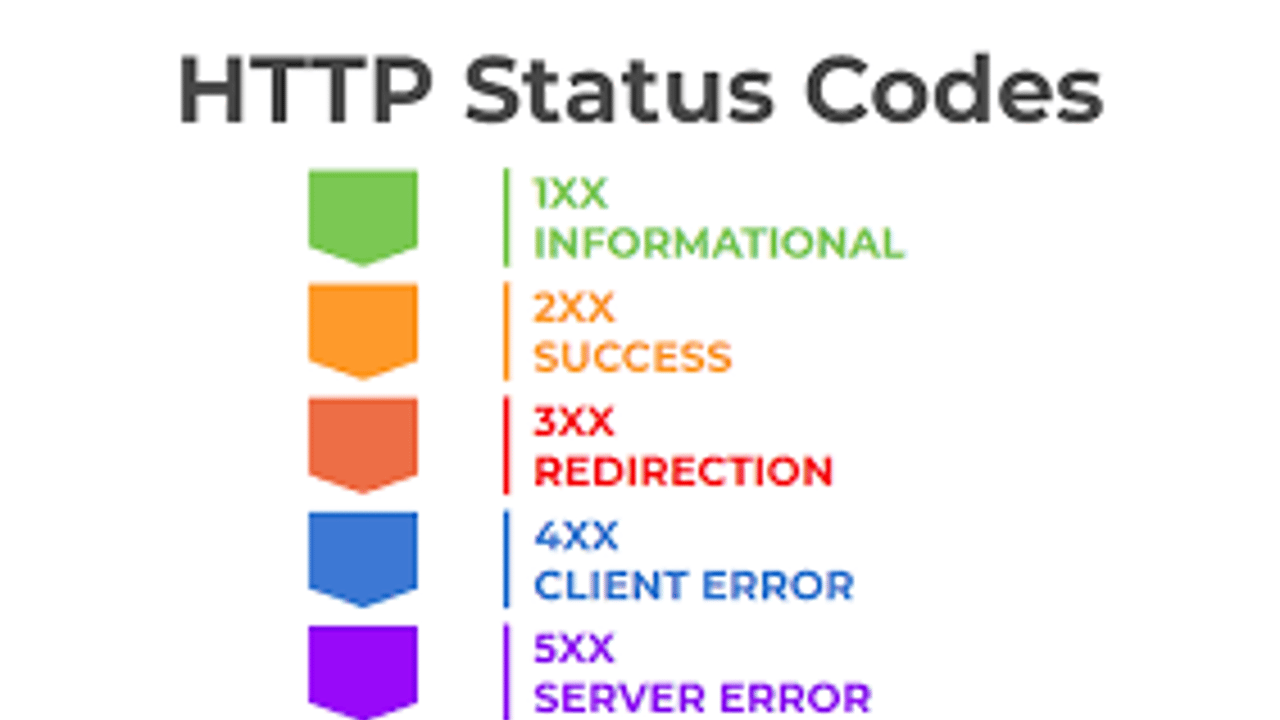 HTTP Status Codes
1XX
INFORMATIONAL
2XX
SUCCESS
3XX
REDIRECTION
4XX
CLIENT ERROR
5XX
SERVER ERROR